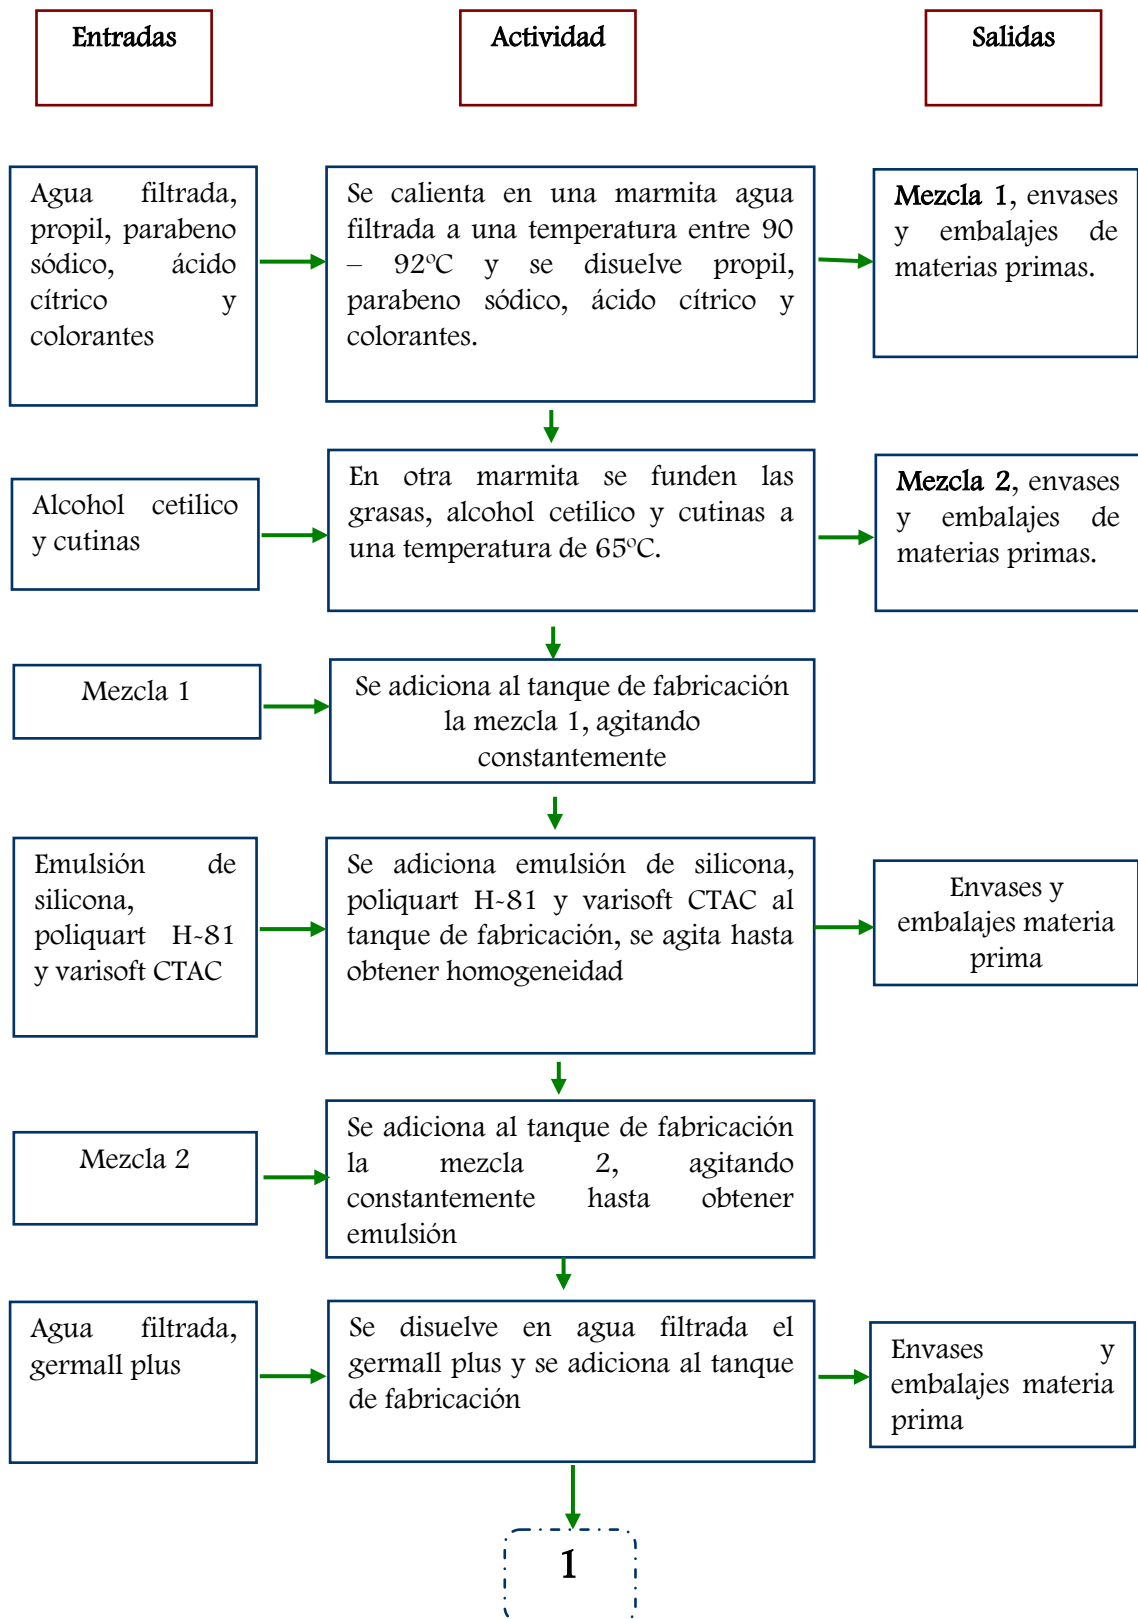 Entradas
Actividad
Salidas
Agua filtrada,
propil, parabeno
sódico, ácido
cítrico y
colorantes
Se calienta en una marmita agua
filtrada a una temperatura entre 90
– 92ºC y se disuelve propil,
parabeno sódico, ácido cítrico y
colorantes.
Mezcla 1, envases
y embalajes de
materias primas.
Alcohol cetilico
y cutinas
En otra marmita se funden las
grasas, alcohol cetilico y cutinas a
una temperatura de 65ºC.
Mezcla 2, envases
y embalajes de
materias primas.
Mezcla 1
Se adiciona al tanque de fabricación
la mezcla 1, agitando
constantemente
Emulsión de
silicona,
poliquart H-81
y varisoft CTAC
Se adiciona emulsión de silicona,
poliquart H-81 y varisoft CTAC al
tanque de fabricación, se agita hasta
obtener homogeneidad
Envases y
embalajes materia
prima
Mezcla 2
Se adiciona al tanque de fabricación
la mezcla 2, agitando
constantemente hasta obtener
emulsión
Agua filtrada,
germall plus
Se disuelve en agua filtrada el
germall plus y se adiciona al tanque
de fabricación
Envases y
embalajes materia
prima
1